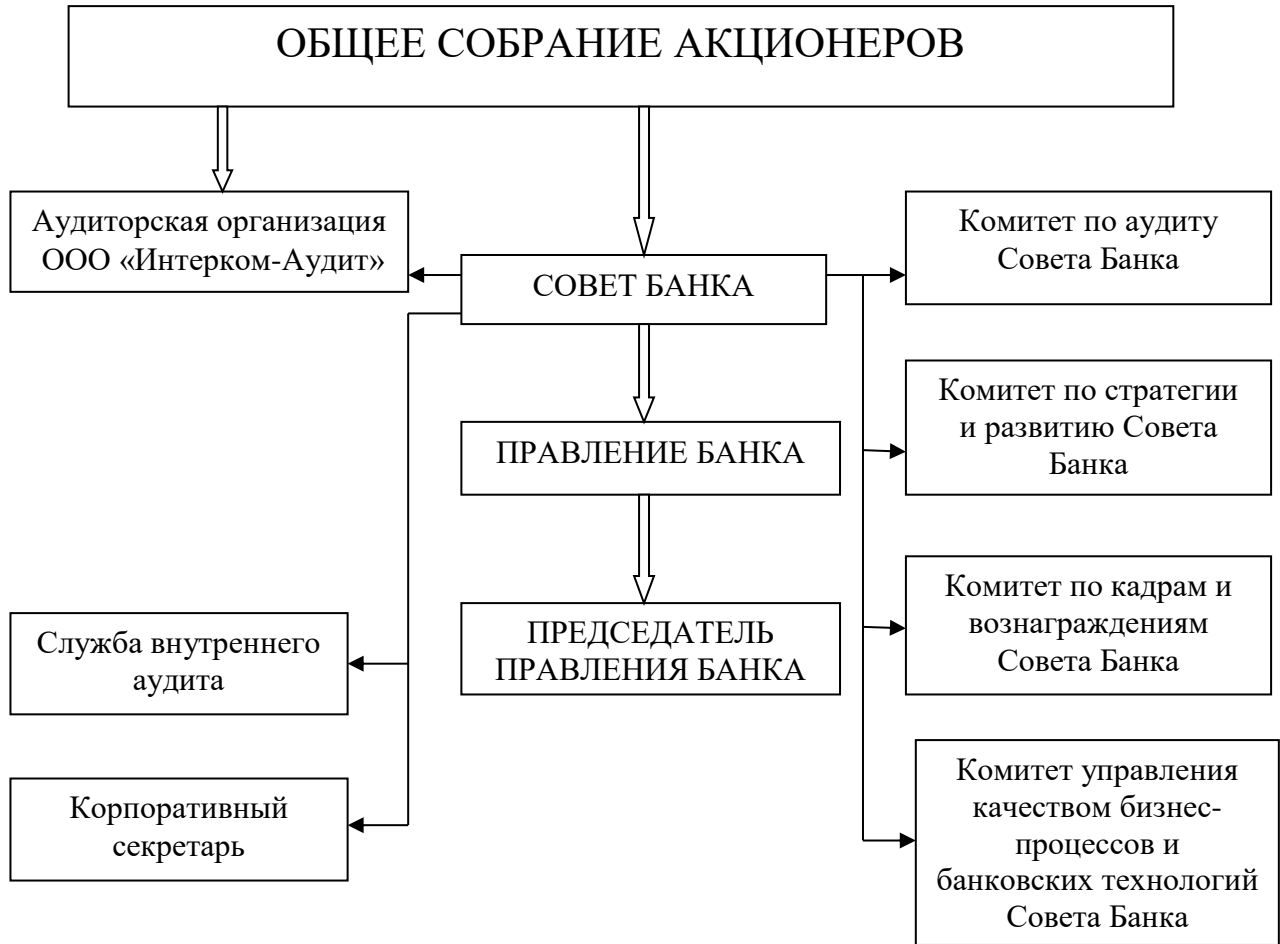 ОБЩЕЕ СОБРАНИЕ АКЦИОНЕРОВ
Аудиторская организация
ООО «Интерком-Аудит»
СОВЕТ БАНКА
Комитет по аудиту
Совета Банка
ПРАВЛЕНИЕ БАНКА
Комитет по стратегии
и развитию Совета
Банка
Служба внутреннего
аудита
ПРЕДСЕДАТЕЛЬ
ПРАВЛЕНИЯ БАНКА
Комитет по кадрам и
вознаграждениям
Совета Банка
Корпоративный
секретарь
Комитет управления
качеством бизнес-
процессов и
банковских технологий
Совета Банка